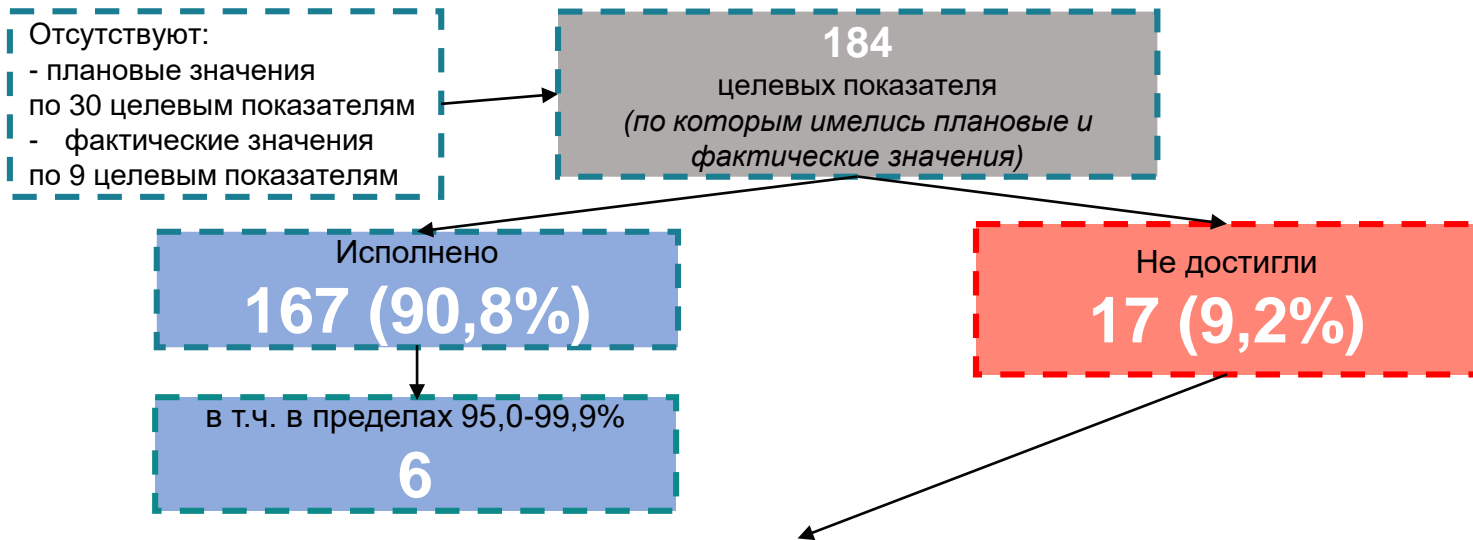 Отсутствуют:
- плановые значения
по 30 целевым показателям
- фактические значения
по 9 целевым показателям
184
целевых показателя
(по которым имелись плановые и
фактические значения)
Исполнено
167 (90,8%)
Не достигли
17 (9,2%)
в т.ч. в пределах 95,0-99,9%
6